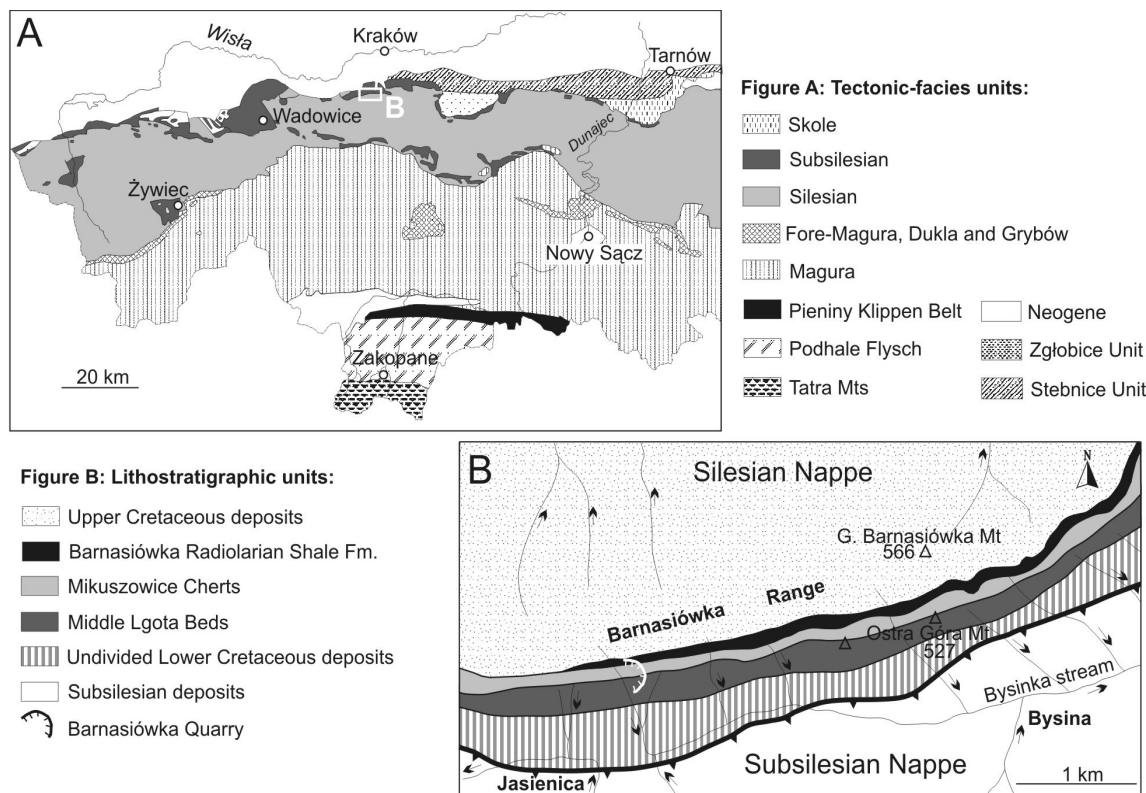 A
Wisła
Kraków
Tarnów
B
Wadowice
Dunajec
Żywiec
Nowy Sącz
Zakopane
20 km
Figure A: Tectonic-facies units:
Skole
Subsilesian
Silesian
Fore-Magura, Dukla and Grybów
Magura
Pieniny Klippen Belt
Neogene
Podhale Flysch
Zgłobice Unit
Tatra Mts
Stebnice Unit
Figure B: Lithostratigraphic units:
Upper Cretaceous deposits
Barnasiówka Radiolarian Shale Fm.
Mikuszowice Cherts
Middle Lgota Beds
Undivided Lower Cretaceous deposits
Subsilesian deposits
Barnasiówka Quarry
B
Silesian Nappe
N
G. Barnasiówka Mt
566
Barnasiówka Range
Ostra Góra Mt
527
Bysinka stream
Bysina
Jasienica
Subsilesian Nappe
1 km